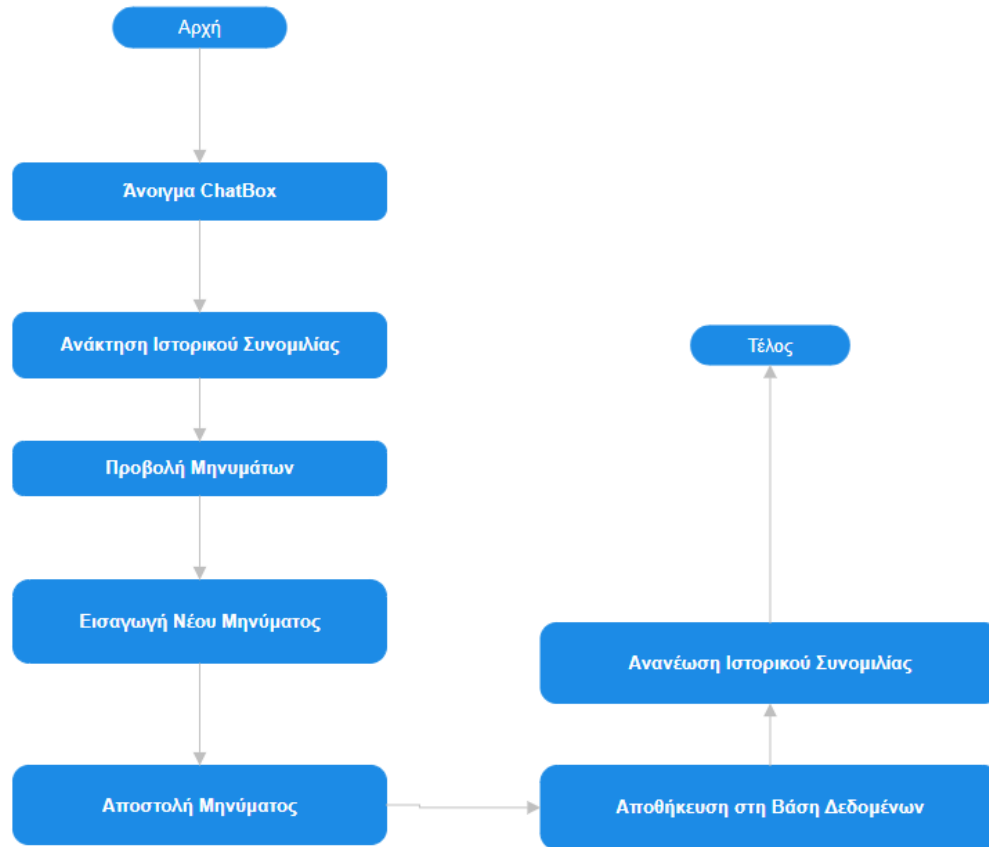 Αρχή
Άνοιγμα ChatBox
Ανάκτηση Ιστορικού Συνομιλίας
Προβολή Μηνυμάτων
Εισαγωγή Νέου Μηνύματος
Αποστολή Μηνύματος
Αποθήκευση στη Βάση Δεδομένων
Ανανέωση Ιστορικού Συνομιλίας
Τέλος